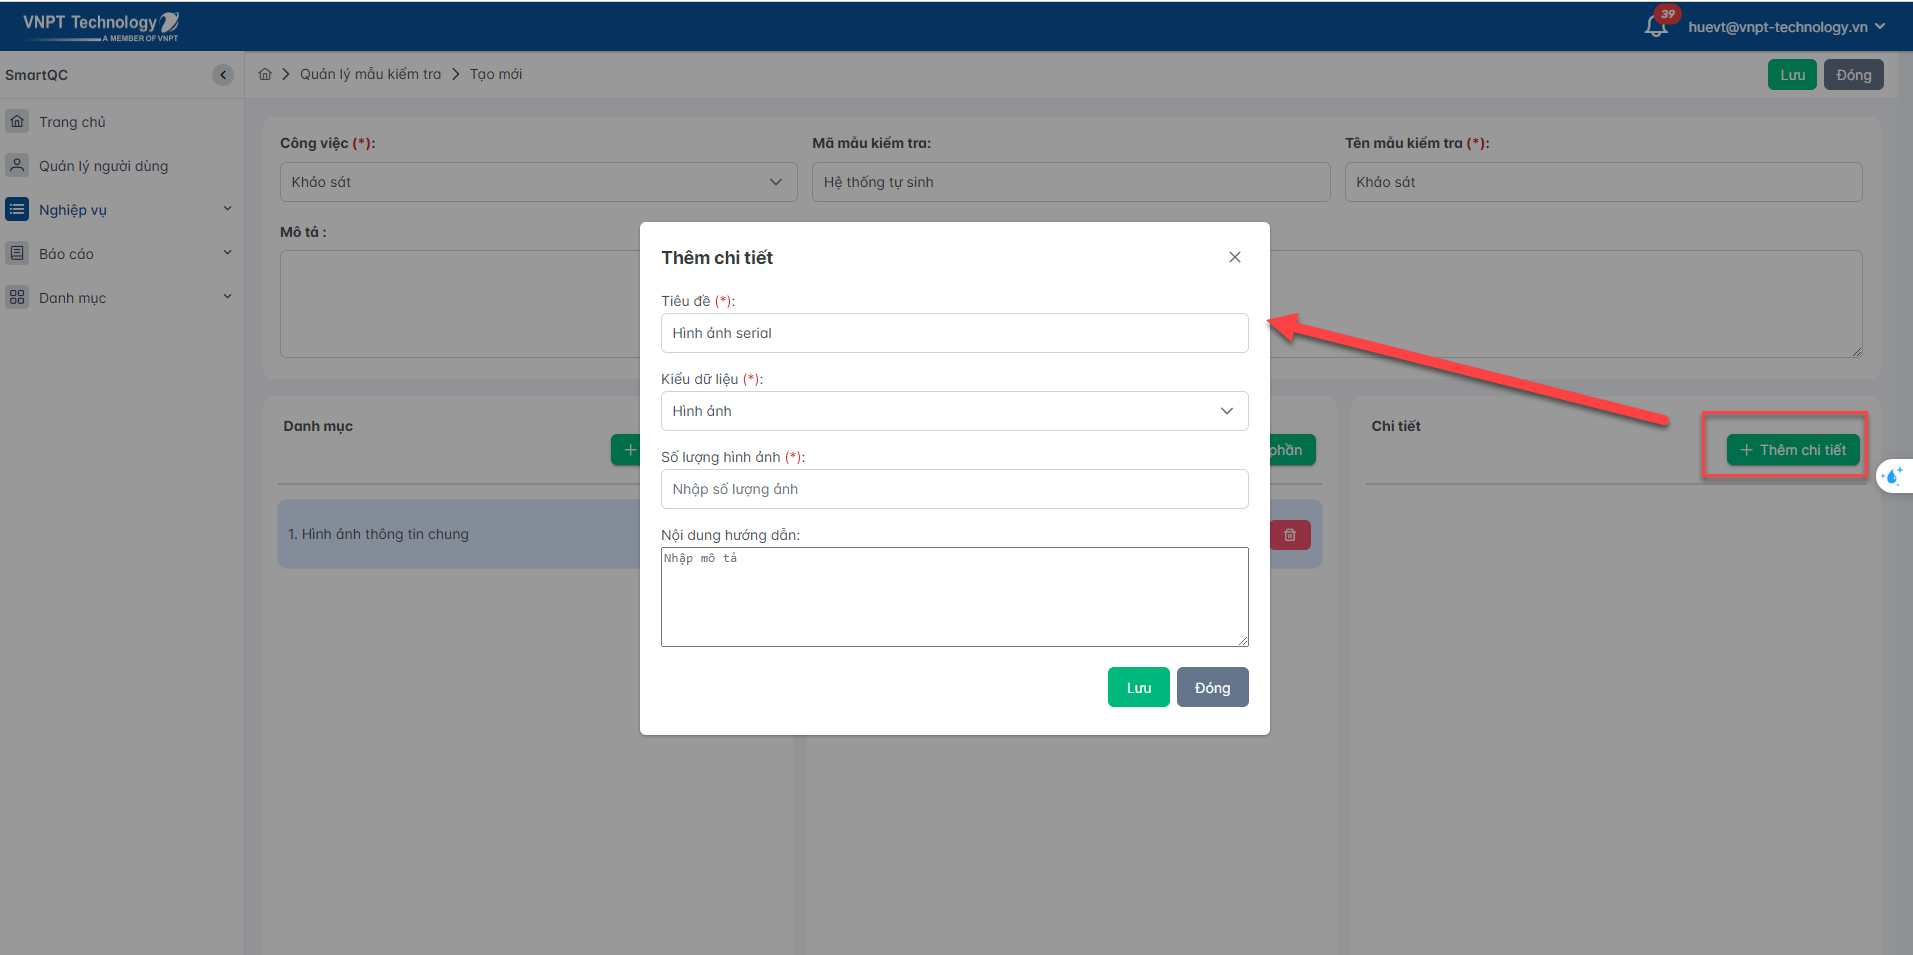 VNPT Technology
A MEMBER OF VNPT
39
huevt@vnpt-technology.vn
SmartQC
Quản lý mẫu kiểm tra > Tạo mới
Lưu
Đóng
Trang chủ
Quản lý người dùng
Nghiệp vụ
Báo cáo
Danh mục
Công việc (*):
Mã mẫu kiểm tra:
Tên mẫu kiểm tra (*):
Khảo sát
Hệ thống tự sinh
Khảo sát
Mô tả :
Thêm chi tiết
Tiêu đề (*):
Hình ảnh serial
Kiểu dữ liệu (*):
Hình ảnh
Số lượng hình ảnh (*):
Nhập số lượng ảnh
Nội dung hướng dẫn:
Nhập mô tả
Lưu
Đóng
Danh mục
+
1. Hình ảnh thông tin chung
phần
Chi tiết
+ Thêm chi tiết